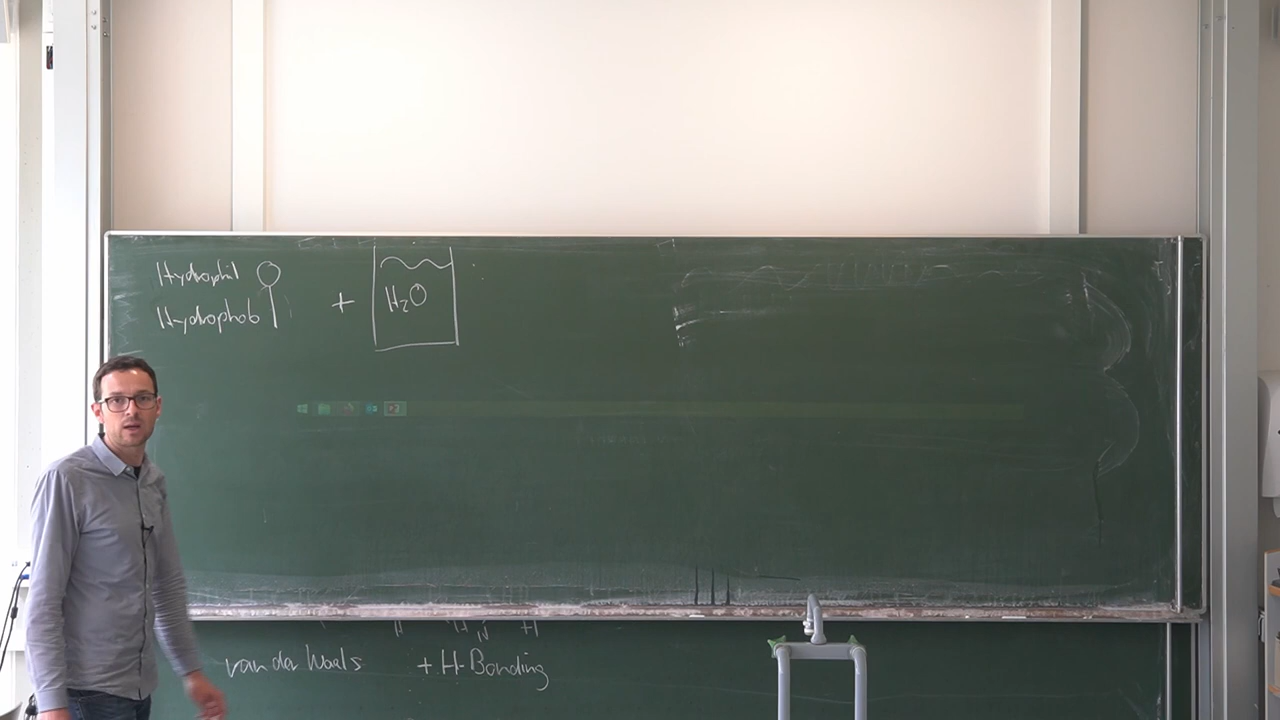 Hydrophil
Hydrophob + H₂O
van der Waals + H-Bonding